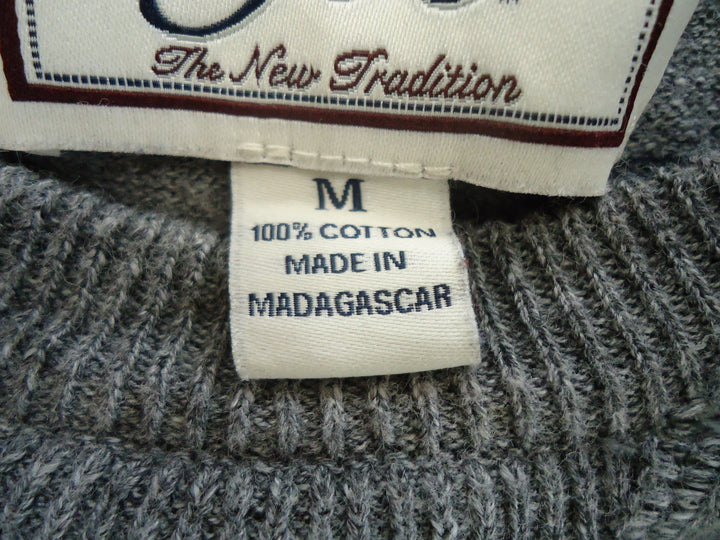 The New Tradition
M
100% COTTON
MADE IN
MADAGASCAR